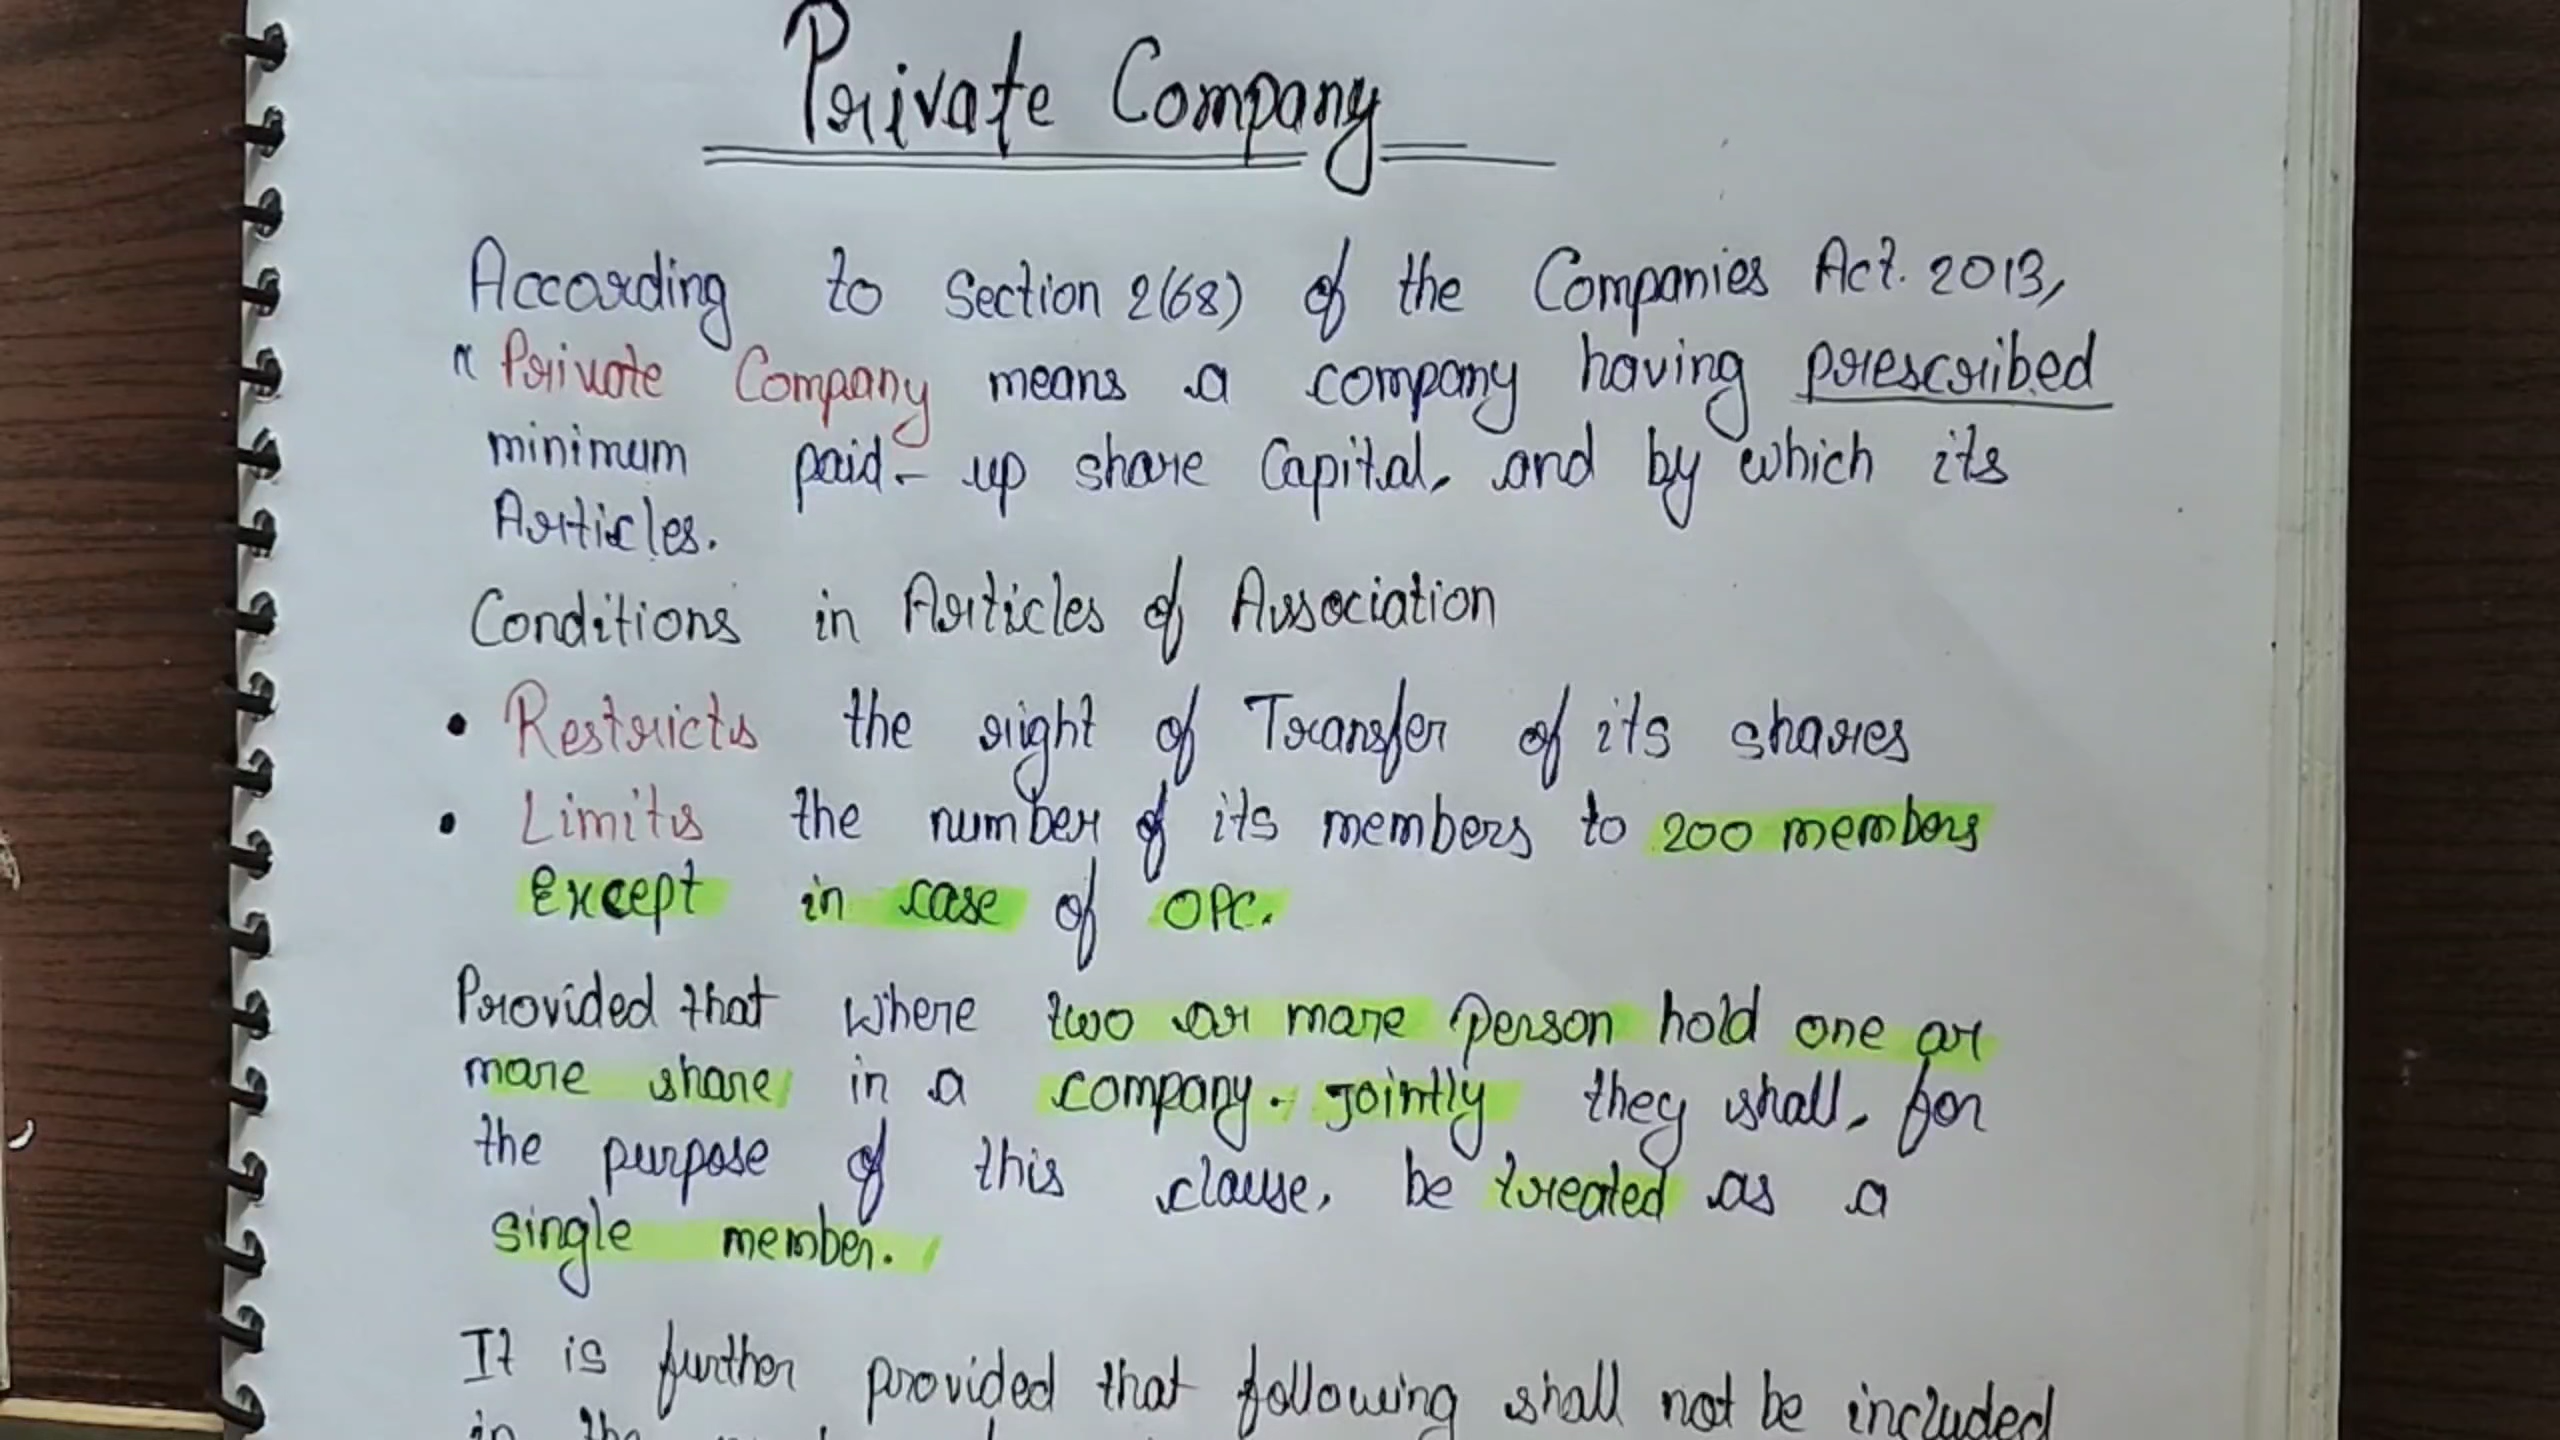 Private Company
According to Section 2(68) of the Companies Act. 2013,
" Private Company means a company having prescribed
minimum paid-up share Capital, and by which its
Articles.
Conditions in Articles of Association
• Restricts the right of Transfer of its shares
• Limits the number of its members to 200 members
Except in case of OPC.
Provided that where two or more person hold one or
more share in a company. Jointly they shall, for
the purpose of this clause, be treated as a
single member.
It is further provided that following shall not be included
in the